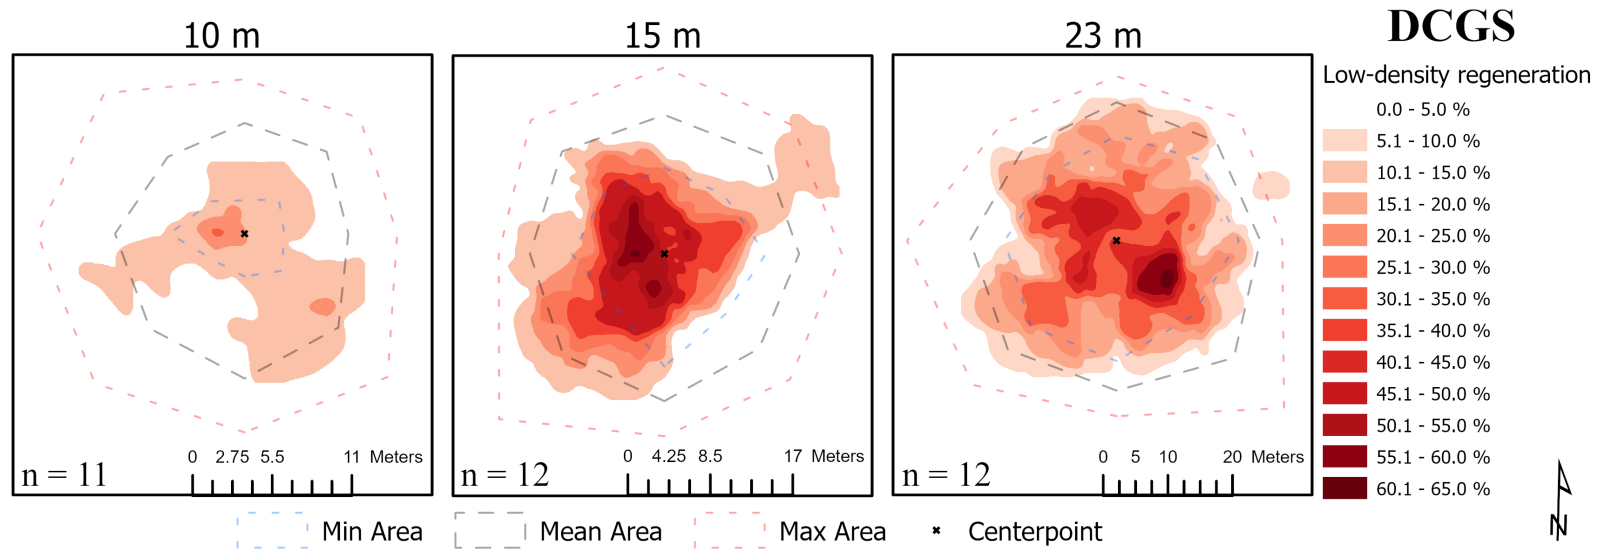 10 m
15 m
23 m
DCGS
Low-density regeneration
0.0 - 5.0 %
5.1 - 10.0 %
10.1 - 15.0 %
15.1 - 20.0 %
20.1 - 25.0 %
25.1 - 30.0 %
30.1 - 35.0 %
35.1 - 40.0 %
40.1 - 45.0 %
45.1 - 50.0 %
50.1 - 55.0 %
55.1 - 60.0 %
60.1 - 65.0 %
n = 11
0 2.75 5.5 11 Meters
n = 12
0 4.25 8.5 17 Meters
n = 12
0 5 10 20 Meters
N
Min Area
Mean Area
Max Area
Centerpoint